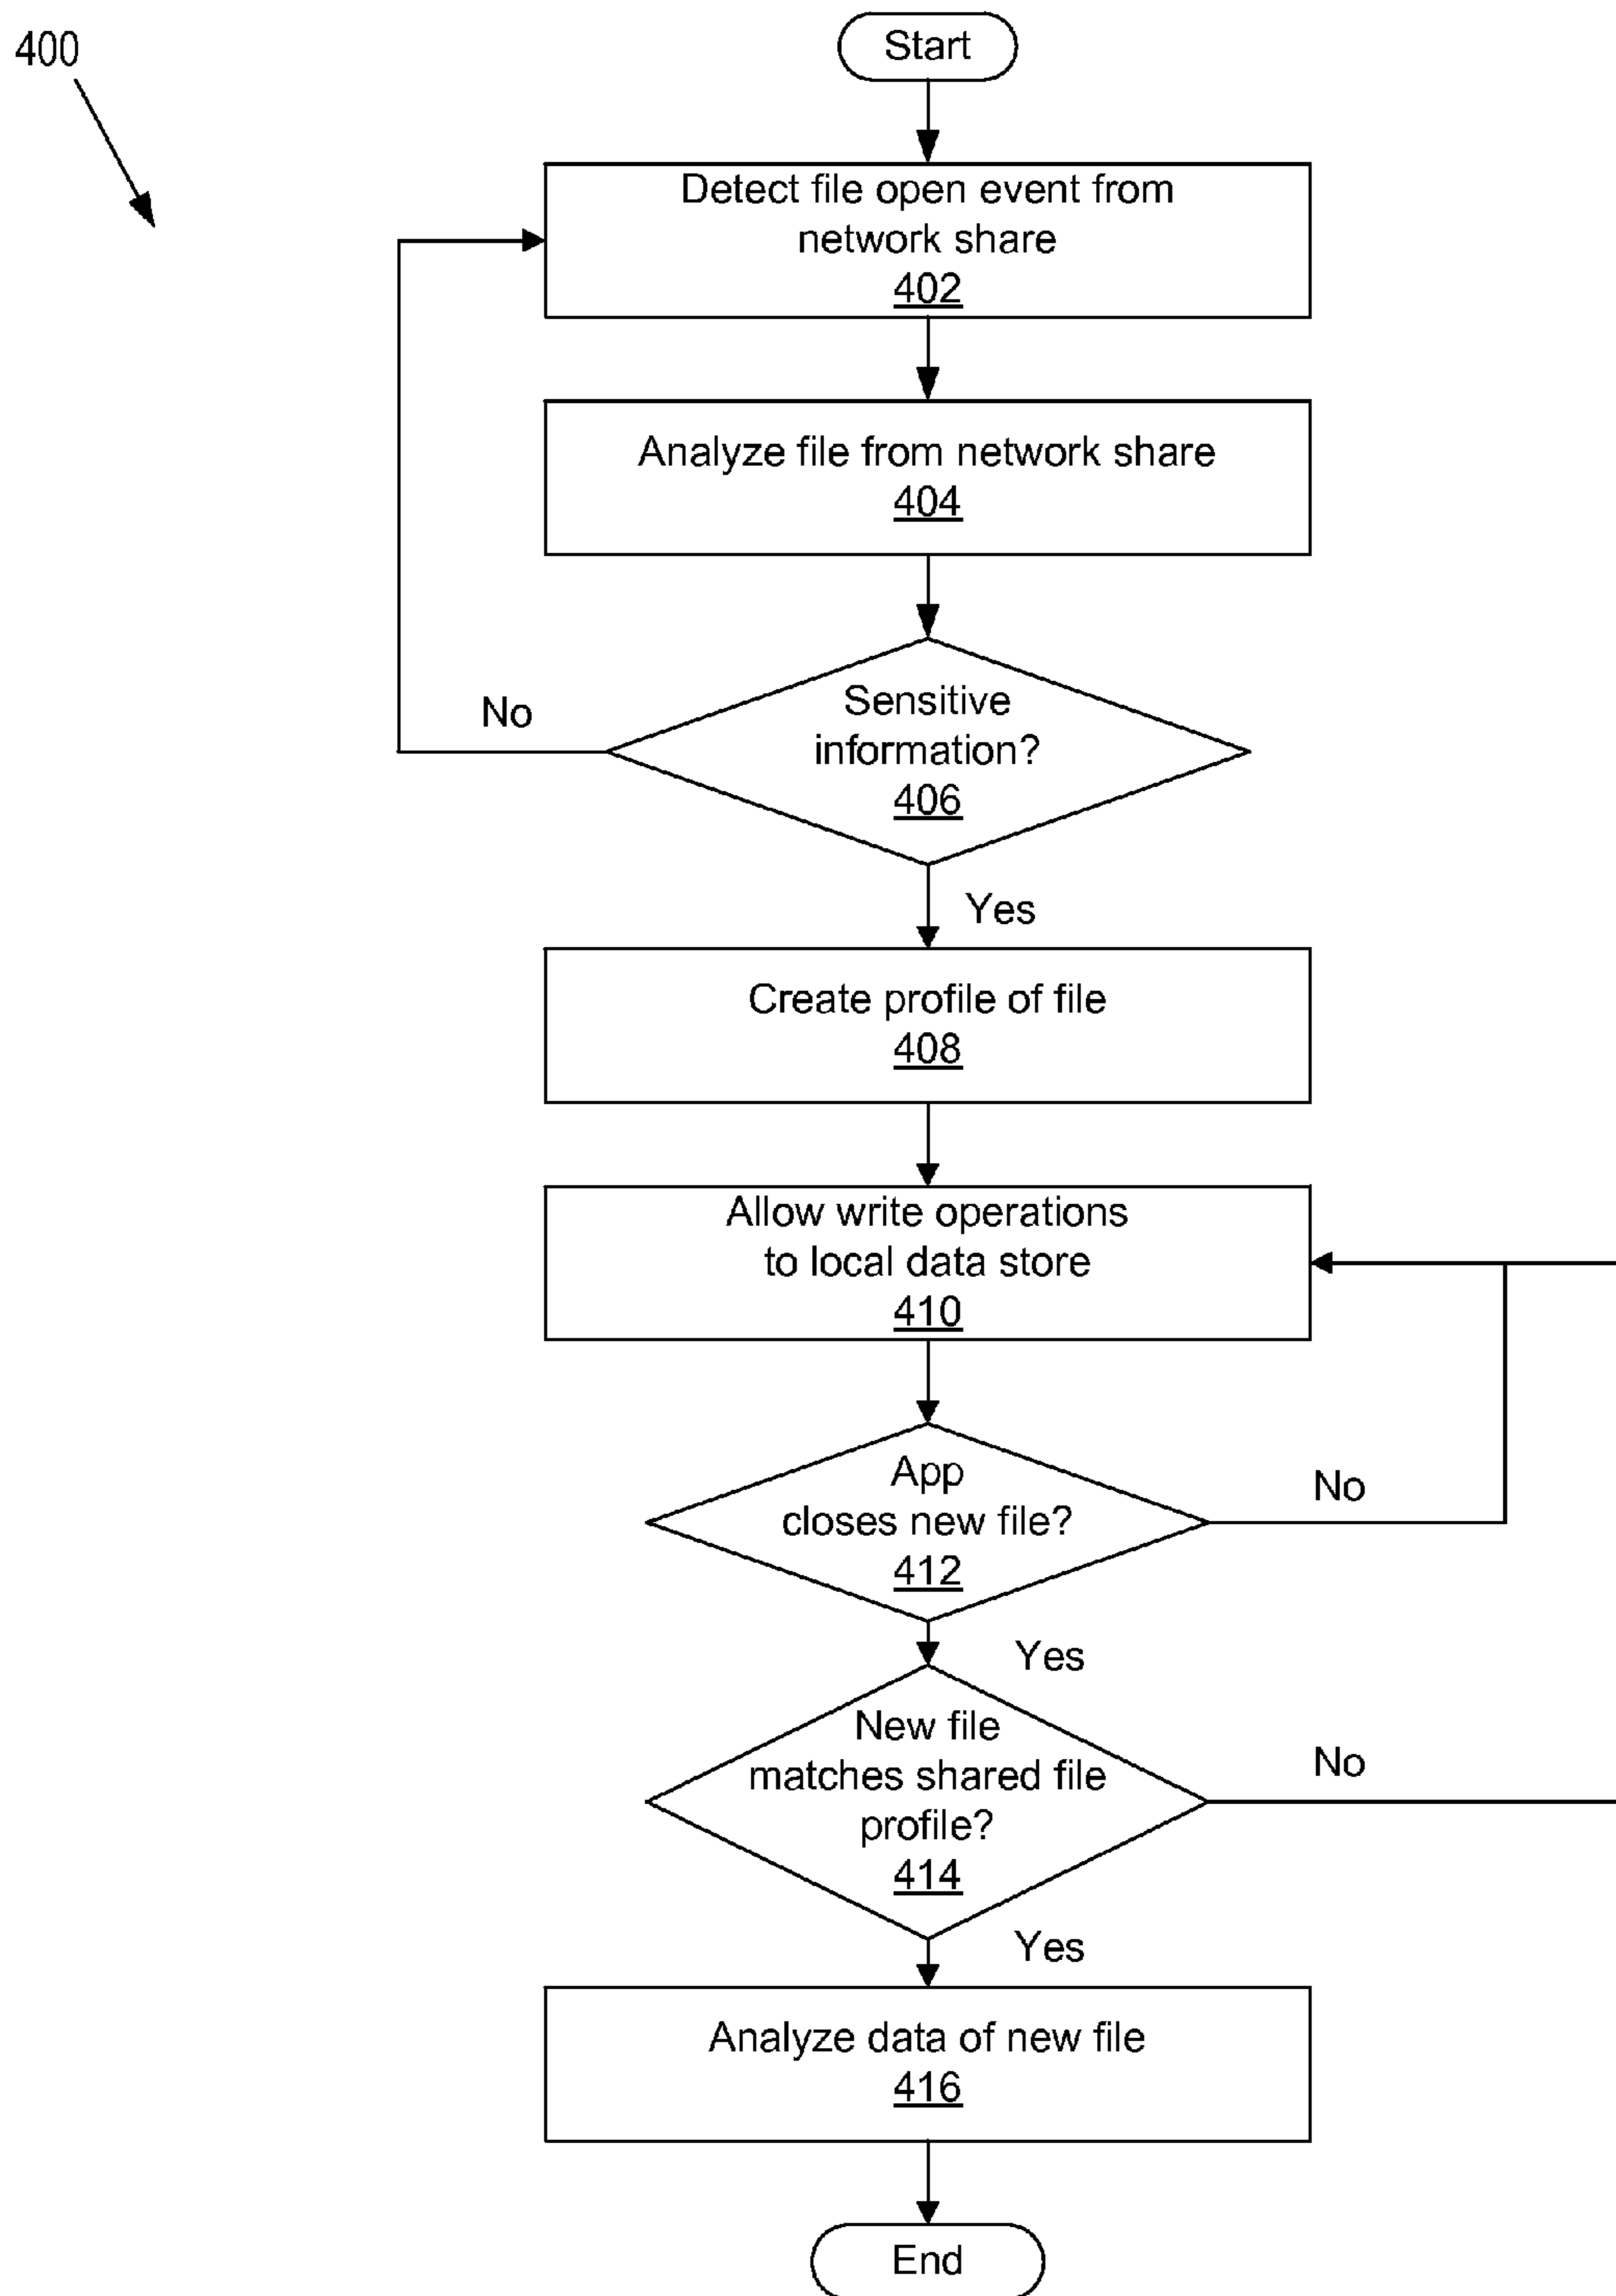 400
Start
Detect file open event from
network share
402
Analyze file from network share
404
Sensitive
information?
406
No
Yes
Create profile of file
408
Allow write operations
to local data store
410
App
closes new file?
412
No
Yes
New file
matches shared file
profile?
414
No
Yes
Analyze data of new file
416
End